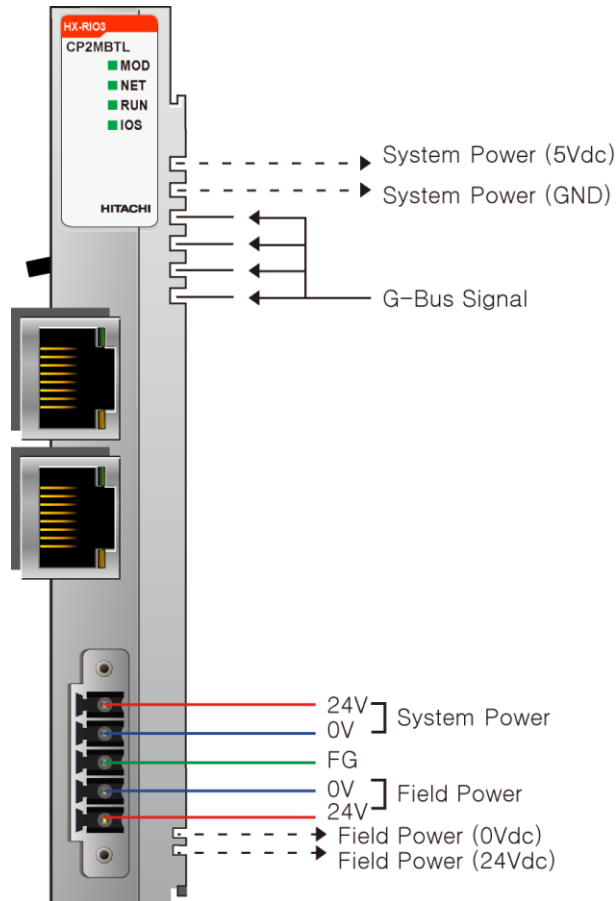 HX-RIO3
CP2MBTL
MOD
NET
RUN
IOS
HITACHI
System Power (5Vdc)
System Power (GND)
G-Bus Signal
24V
0V
System Power
FG
0V
24V
Field Power
Field Power (0Vdc)
Field Power (24Vdc)